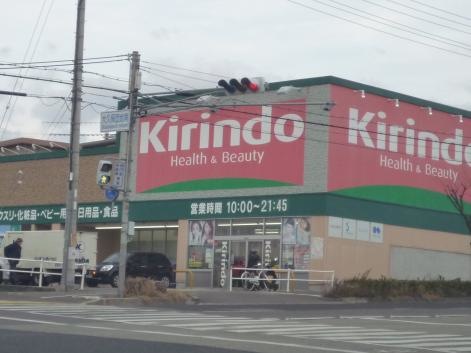 Kirindo
Health & Beauty
Kirindo
Health & Beauty
クスリ・化粧品・ベビー用
日用品・食品
営業時間 10:00～21:45
Kirindo